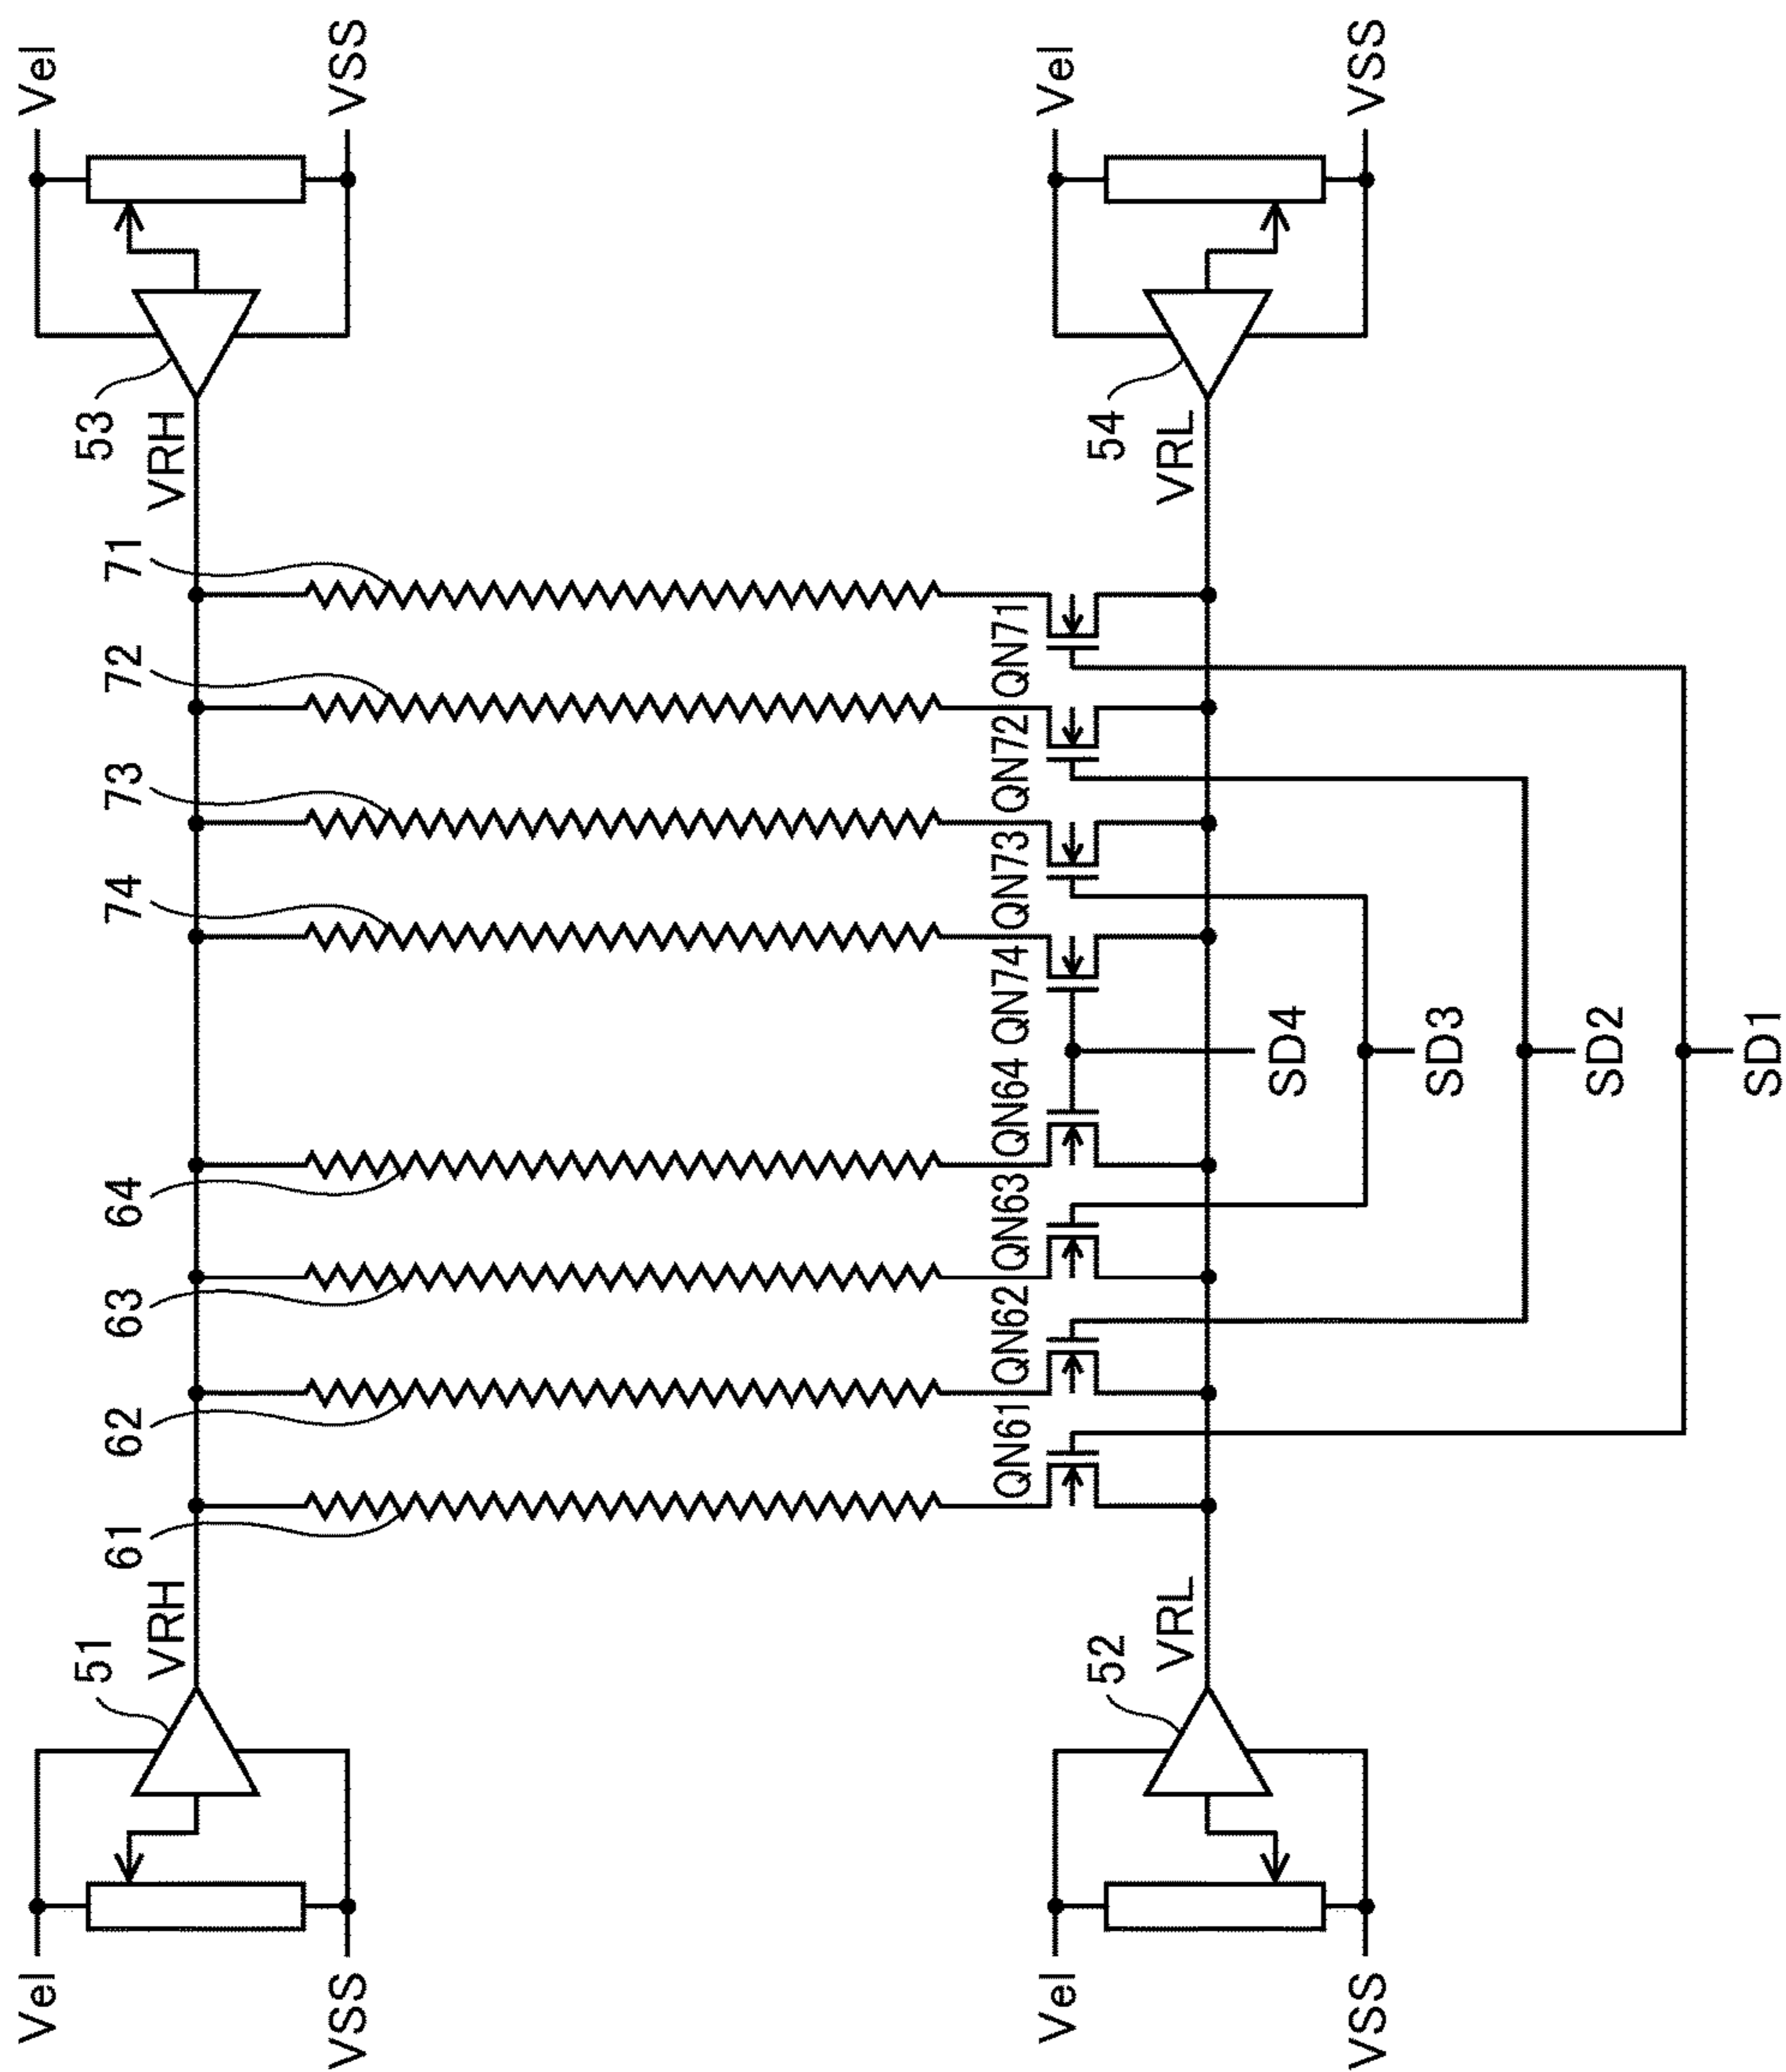 Vel
VSS
51
VRH
61
62
63
64
74
73
72
71
VRH
53
Vel
VSS
QN61
QN62
QN63
QN64
QN74
QN73
QN72
QN71
Vel
VSS
52
VRL
VRL
54
Vel
VSS
SD4
SD3
SD2
SD1